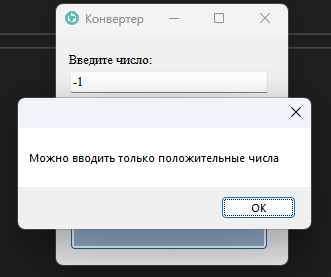 Конвертер
Введите число:
-1
Можно вводить только положительные числа
OK